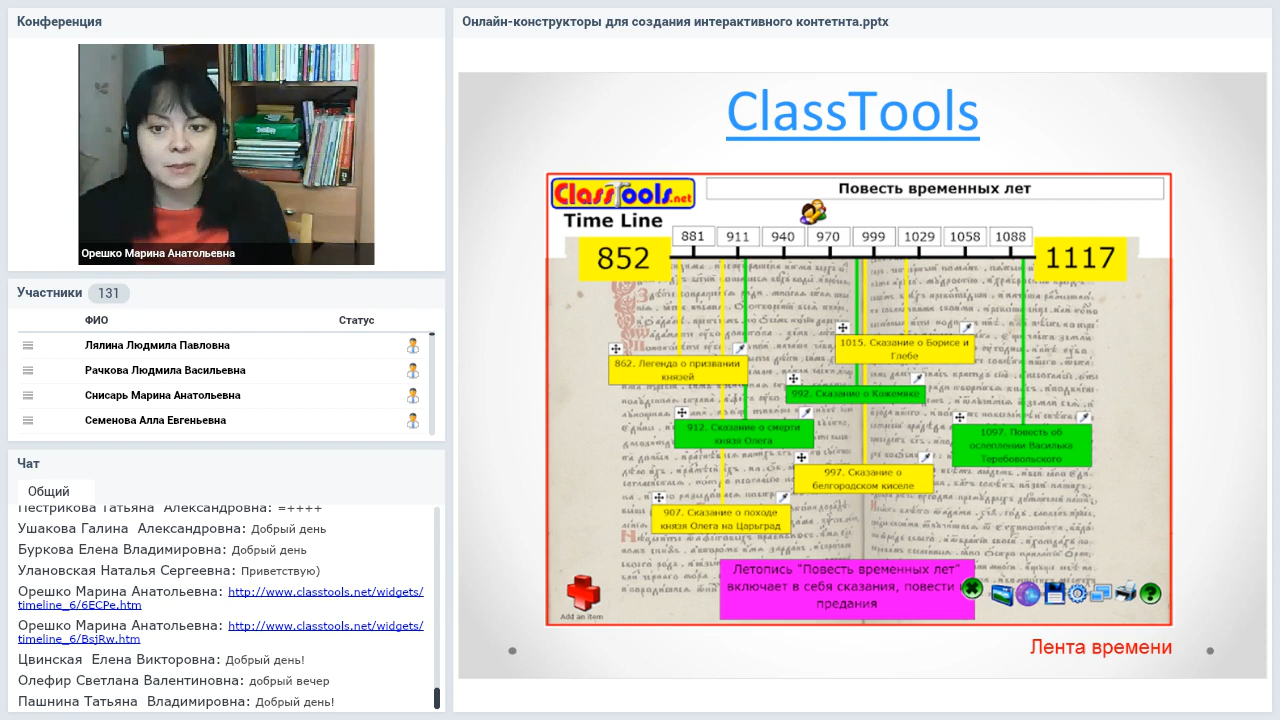 Конференция
Орешко Марина Анатольевна
Участники 131
ФИО Статус
Лялина Людмила Павловна
Рачкова Людмила Васильевна
Снисарь Марина Анатольевна
Семенова Алла Евгеньевна
Чат
Общий
Пестрикова Татьяна Александровна: =++++
Ушакова Галина Александровна: Добрый день
Буркова Елена Владимировна: Добрый день
Улановская Наталья Сергеевна: Приветствую)
Орешко Марина Анатольевна: http://www.classtools.net/widgets/
timeline_6/6ECPe.htm
Орешко Марина Анатольевна: http://www.classtools.net/widgets/
timeline_6/BsjRw.htm
Цвинская Елена Викторовна: Добрый день!
Олефир Светлана Валентиновна: добрый вечер
Пашнина Татьяна Владимировна: Добрый день!
Онлайн-конструкторы для создания интерактивного контетнта.pptx
ClassTools
ClassTools.net
Повесть временных лет
Time Line
881 911 940 970 999 1029 1058 1088
852 1117
1015. Сказание о Борисе и
Глебе
862. Легенда о призвании
князей
992. Сказание о Кожемяке
912. Сказание о смерти
князя Олега
1097. Повесть об
ослеплении Василька
Теребовольского
997. Сказание о
белгородском киселе
907. Сказание о походе
князя Олега на Царьград
Летопись "Повесть временных лет"
включает в себя сказания, повести
предания
Add an item
Лента времени